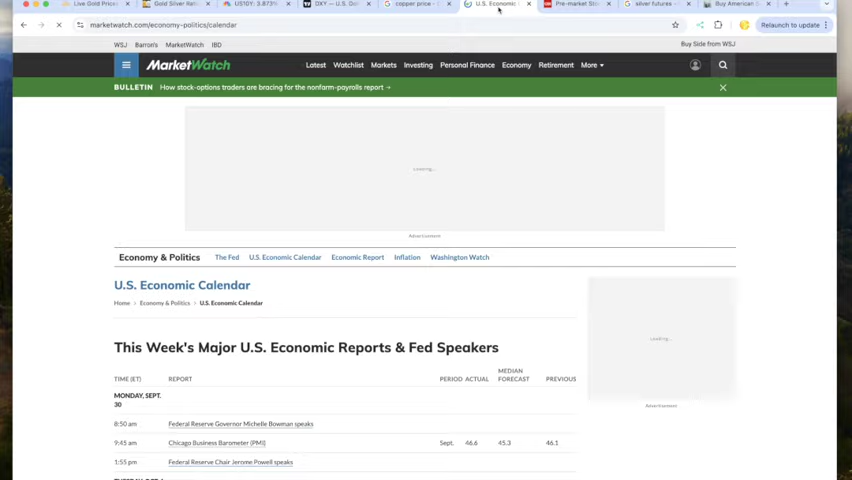 Live Gold Prices
Gold Silver Rat
US10Y: 3.873%
DXY — U.S. Dol
copper price -
U.S. Economic
Pre-market Sto
silver futures -
Buy American S
marketwatch.com/economy-politics/calendar
Relaunch to update
WSJ Barron's MarketWatch IBD
Buy Side from WSJ
MarketWatch
Latest Watchlist Markets Investing Personal Finance Economy Retirement More
BULLETIN How stock-options traders are bracing for the nonfarm-payrolls report →
Loading...
Advertisement
Economy & Politics The Fed U.S. Economic Calendar Economic Report Inflation Washington Watch
U.S. Economic Calendar
Home > Economy & Politics > U.S. Economic Calendar
Loading...
This Week's Major U.S. Economic Reports & Fed Speakers
TIME (ET) REPORT PERIOD ACTUAL MEDIAN FORECAST PREVIOUS
Advertisement
MONDAY, SEPT.
30
8:50 am Federal Reserve Governor Michelle Bowman speaks
9:45 am Chicago Business Barometer (PMI) Sept. 46.6 45.3 46.1
1:55 pm Federal Reserve Chair Jerome Powell speaks